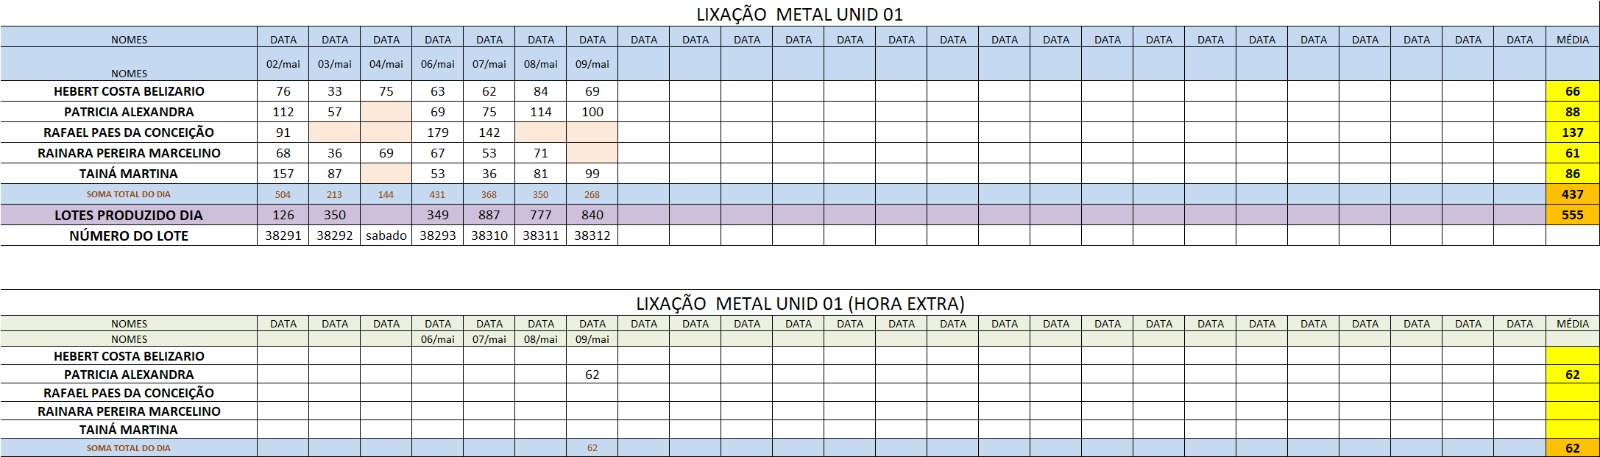 LIXAÇÃO METAL UNID 01
NOMES DATA DATA DATA DATA DATA DATA DATA DATA DATA DATA DATA DATA DATA DATA DATA DATA DATA DATA DATA DATA DATA DATA DATA DATA DATA MÉDIA
NOMES 02/mai 03/mai 04/mai 06/mai 07/mai 08/mai 09/mai
HEBERT COSTA BELIZARIO 76 33 75 63 62 84 69 66
PATRICIA ALEXANDRA 112 57 69 75 114 100 88
RAFAEL PAES DA CONCEIÇÃO 91 179 142 137
RAINARA PEREIRA MARCELINO 68 36 69 67 53 71 61
TAINÁ MARTINA 157 87 53 36 81 99 86
SOMA TOTAL DO DIA 504 213 144 431 368 350 268 437
LOTES PRODUZIDO DIA 126 350 349 887 777 840 555
NÚMERO DO LOTE 38291 38292 sabado 38293 38310 38311 38312
LIXAÇÃO METAL UNID 01 (HORA EXTRA)
NOMES DATA DATA DATA DATA DATA DATA DATA DATA DATA DATA DATA DATA DATA DATA DATA DATA DATA DATA DATA DATA DATA DATA DATA DATA DATA MÉDIA
NOMES 06/mai 07/mai 08/mai 09/mai
HEBERT COSTA BELIZARIO
PATRICIA ALEXANDRA 62 62
RAFAEL PAES DA CONCEIÇÃO
RAINARA PEREIRA MARCELINO
TAINÁ MARTINA
SOMA TOTAL DO DIA 62 62